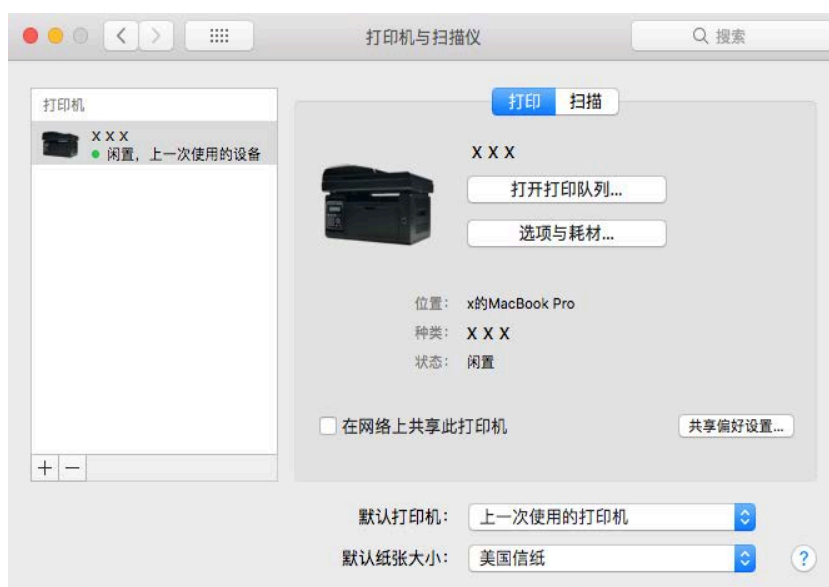 打印机与扫描仪
搜索
打印机
X X X
闲置，上一次使用的设备
打印 扫描
X X X
打开打印队列...
选项与耗材...
位置： x的MacBook Pro
种类： X X X
状态： 闲置
在网络上共享此打印机
共享偏好设置...
+ −
默认打印机： 上一次使用的打印机
默认纸张大小： 美国信纸
?